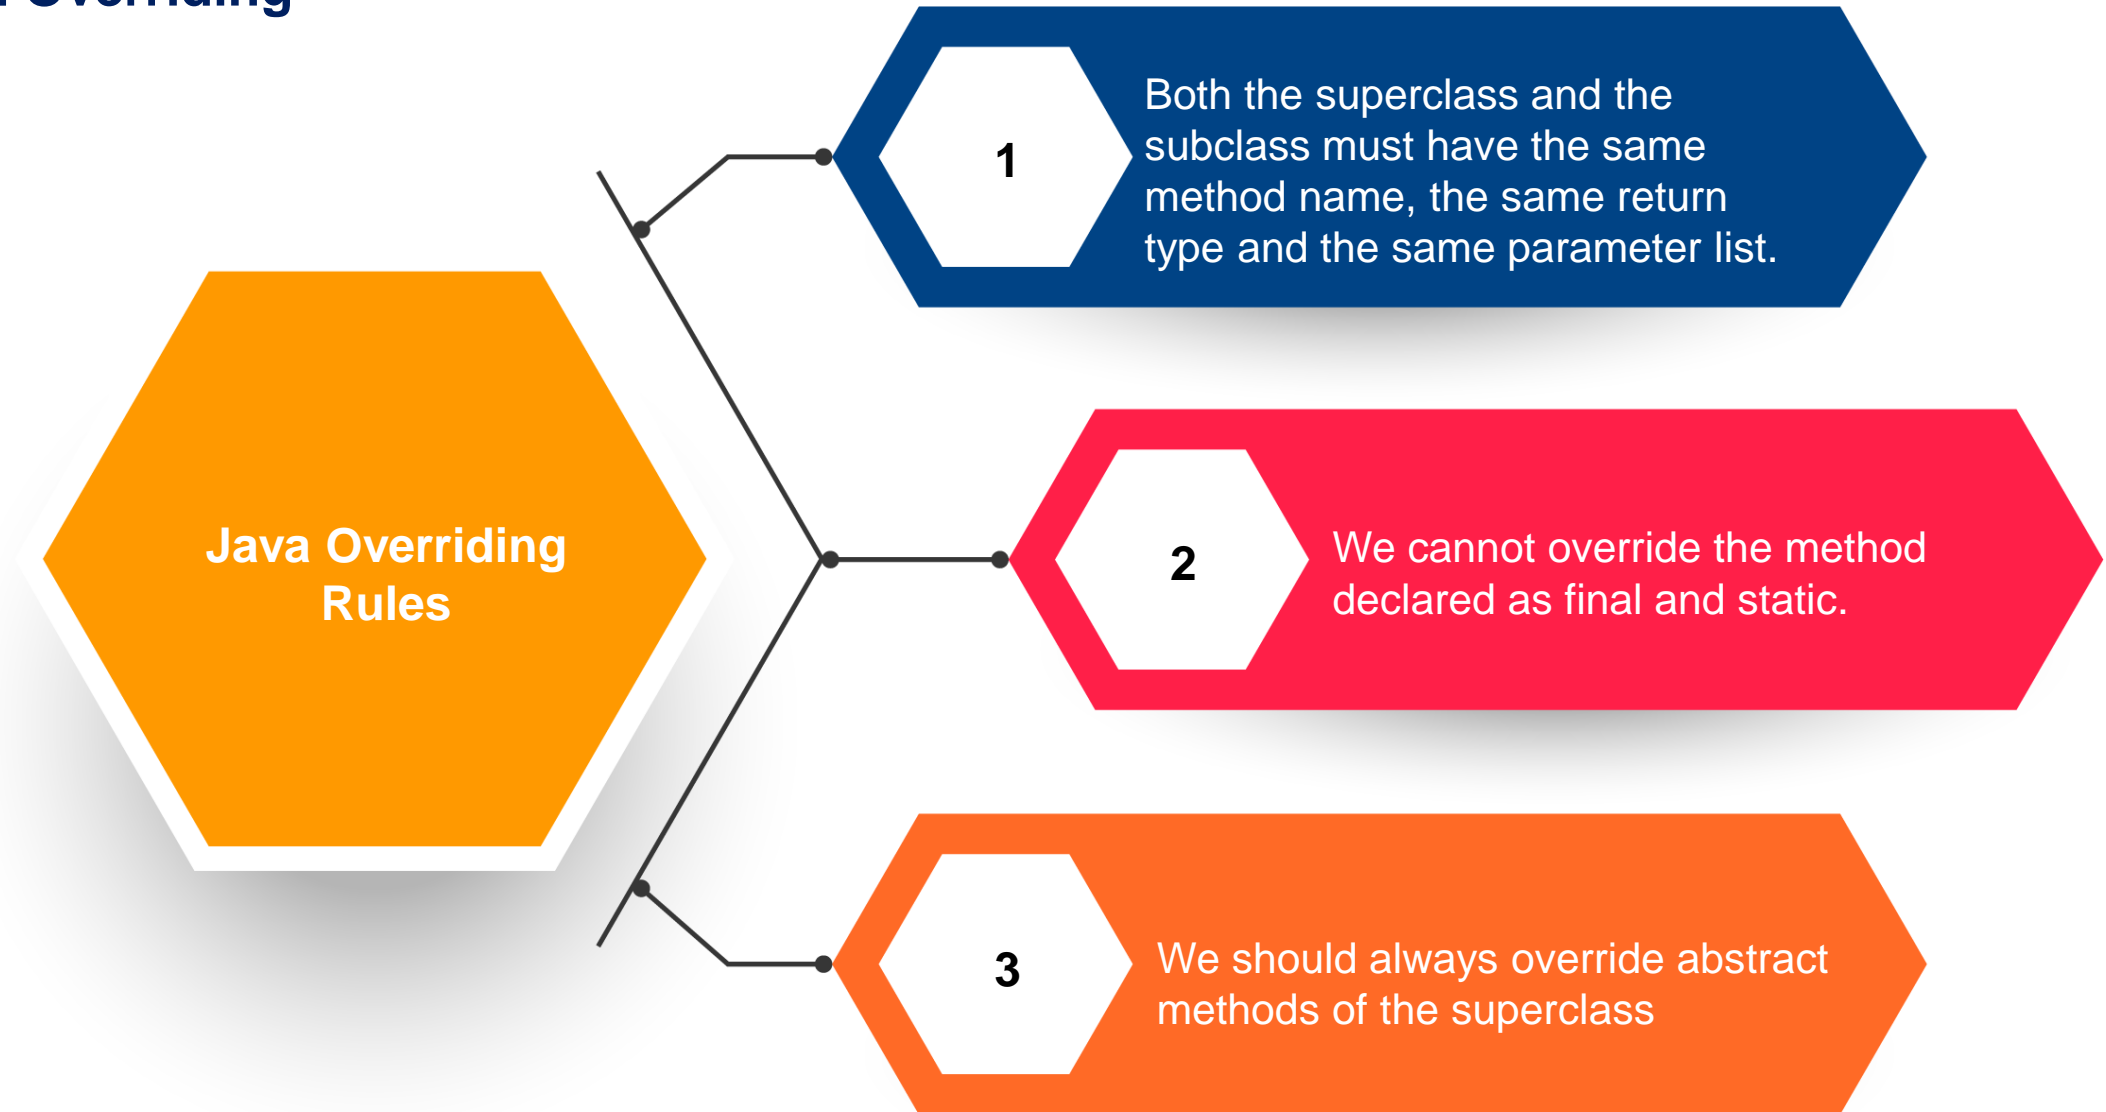 Overriding
1
Both the superclass and the
subclass must have the same
method name, the same return
type and the same parameter list.
Java Overriding
Rules
2
We cannot override the method
declared as final and static.
3
We should always override abstract
methods of the superclass